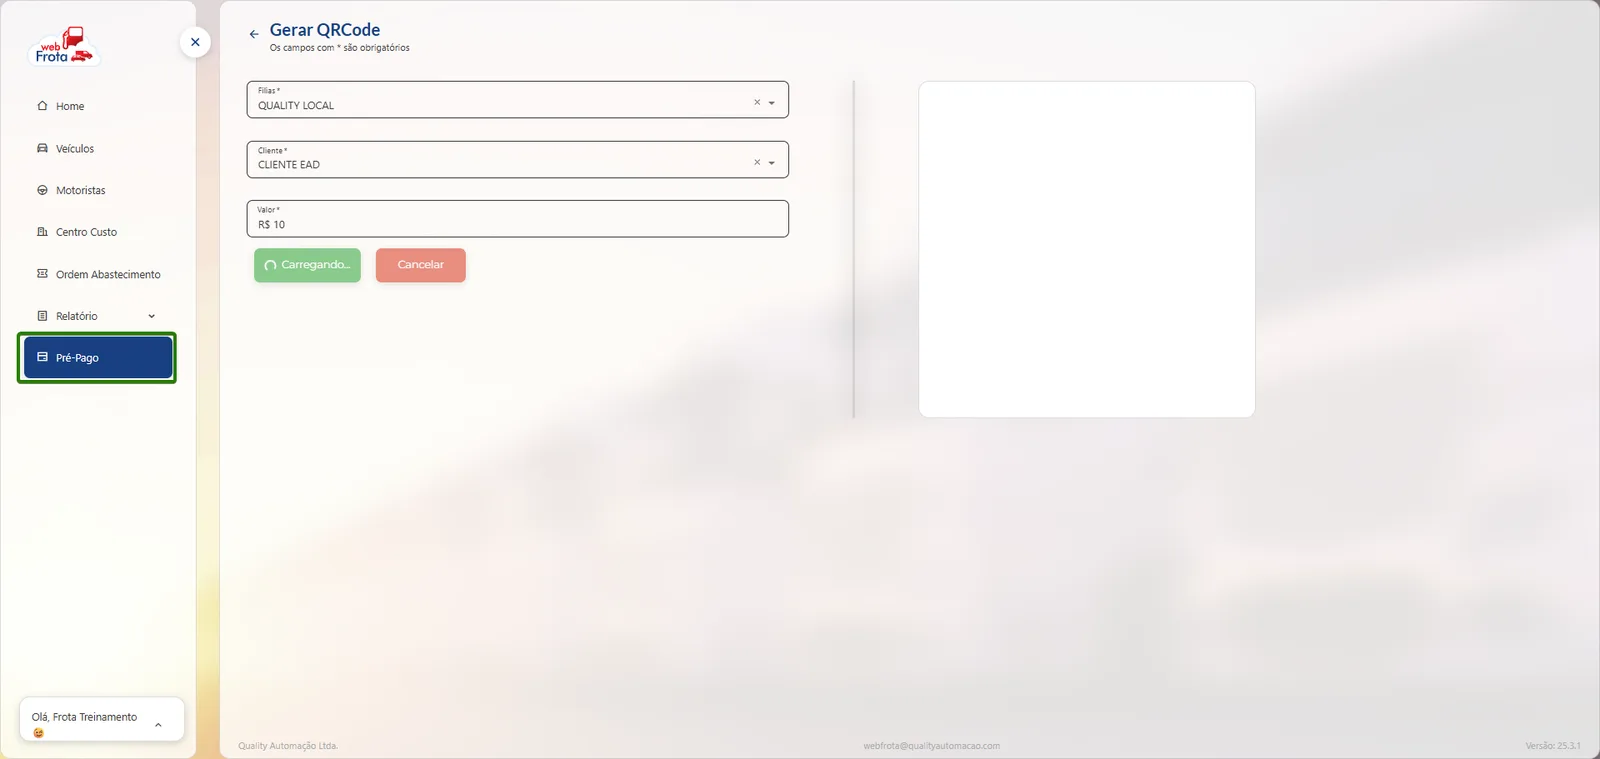 web
Frota
Home
Veículos
Motoristas
Centro Custo
Ordem Abastecimento
Relatório
Pré-Pago
Olá, Frota Treinamento
Gerar QRCode
Os campos com * são obrigatórios
Filias *
QUALITY LOCAL
Cliente *
CLIENTE EAD
Valor *
R$ 10
Carregando...
Cancelar
Quality Automação Ltda.
webfrota@qualityautomacao.com
Versão: 25.3.1